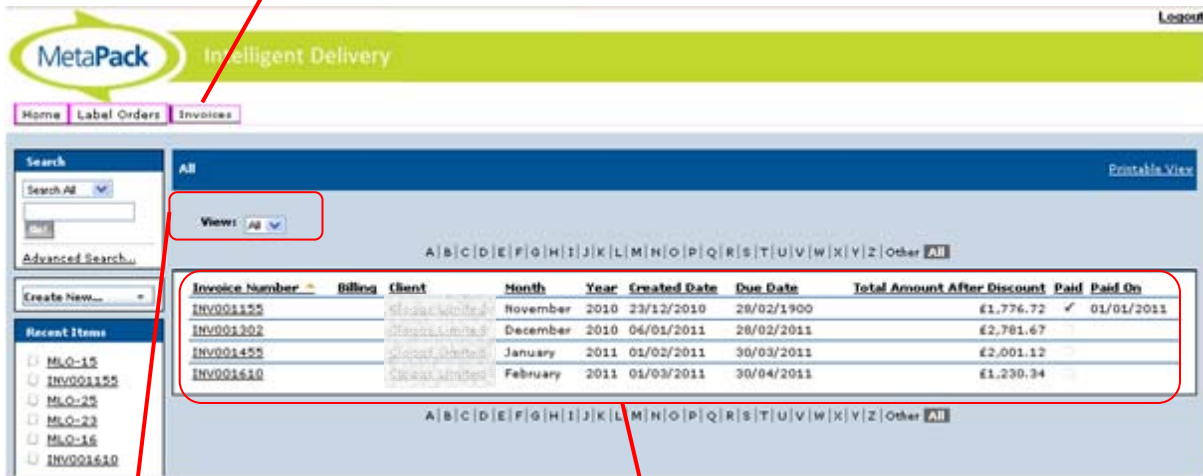 Logout
MetaPack
Intelligent Delivery
Home Label Orders Invoices
Search
Search All
Go!
Advanced Search...
Create New...
Recent Items
MLO-15
INV001155
MLO-25
MLO-23
MLO-16
INV001610
All
Printable View
View: All
A|B|C|D|E|F|G|H|I|J|K|L|M|N|O|P|Q|R|S|T|U|V|W|X|Y|Z|Other All
Invoice Number Billing Client Month Year Created Date Due Date Total Amount After Discount Paid Paid On
INV001155 November 2010 23/12/2010 28/02/1900 £1,776.72 ✓ 01/01/2011
INV001302 December 2010 06/01/2011 28/02/2011 £2,781.67
INV001455 January 2011 01/02/2011 30/03/2011 £2,001.12
INV001610 February 2011 01/03/2011 30/04/2011 £1,230.34
A|B|C|D|E|F|G|H|I|J|K|L|M|N|O|P|Q|R|S|T|U|V|W|X|Y|Z|Other All